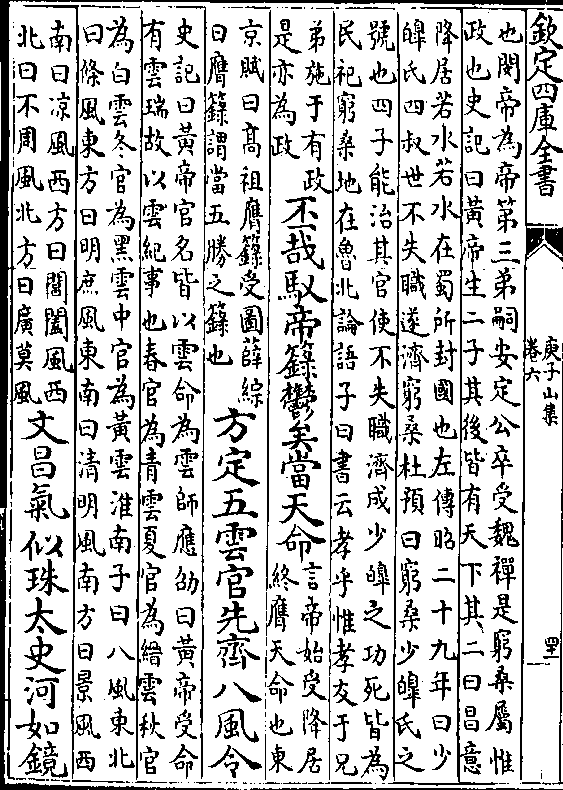 欽定四庫全書
庾子山集
卷六
也閔帝為帝第三弟嗣安定公卒受魏禪是窮桑屬惟
政也史記曰黃帝生二子其後皆有天下其二曰昌意
降居若水若水在蜀所封國也左傳昭二十九年曰少
皥氏四叔世不失職遂濟窮桑杜預曰窮桑少皥氏之
號也四子能治其官使不失職濟成少皥之功死皆為
民祀窮桑地在魯北論語子曰書云孝乎惟孝友于兄
弟施于有政
是亦為政
丕哉馭帝籙鬱矣當天命
言帝始受降居
終膺天命也東
京賦曰高祖膺籙受圖薛綜
曰膺籙謂當五勝之籙也
方定五雲官先齊八風令
史記曰黃帝官名皆以雲命為雲師應劭曰黃帝受命
有雲瑞故以雲紀事也春官為青雲夏官為縉雲秋官
為白雲冬官為黑雲中官為黃雲淮南子曰八風東北
曰條風東方曰明庶風東南曰清明風南方曰景風西
南曰凉風西方曰閶闔風西
北曰不周風北方曰廣莫風
文昌氣似珠太史河如鏡